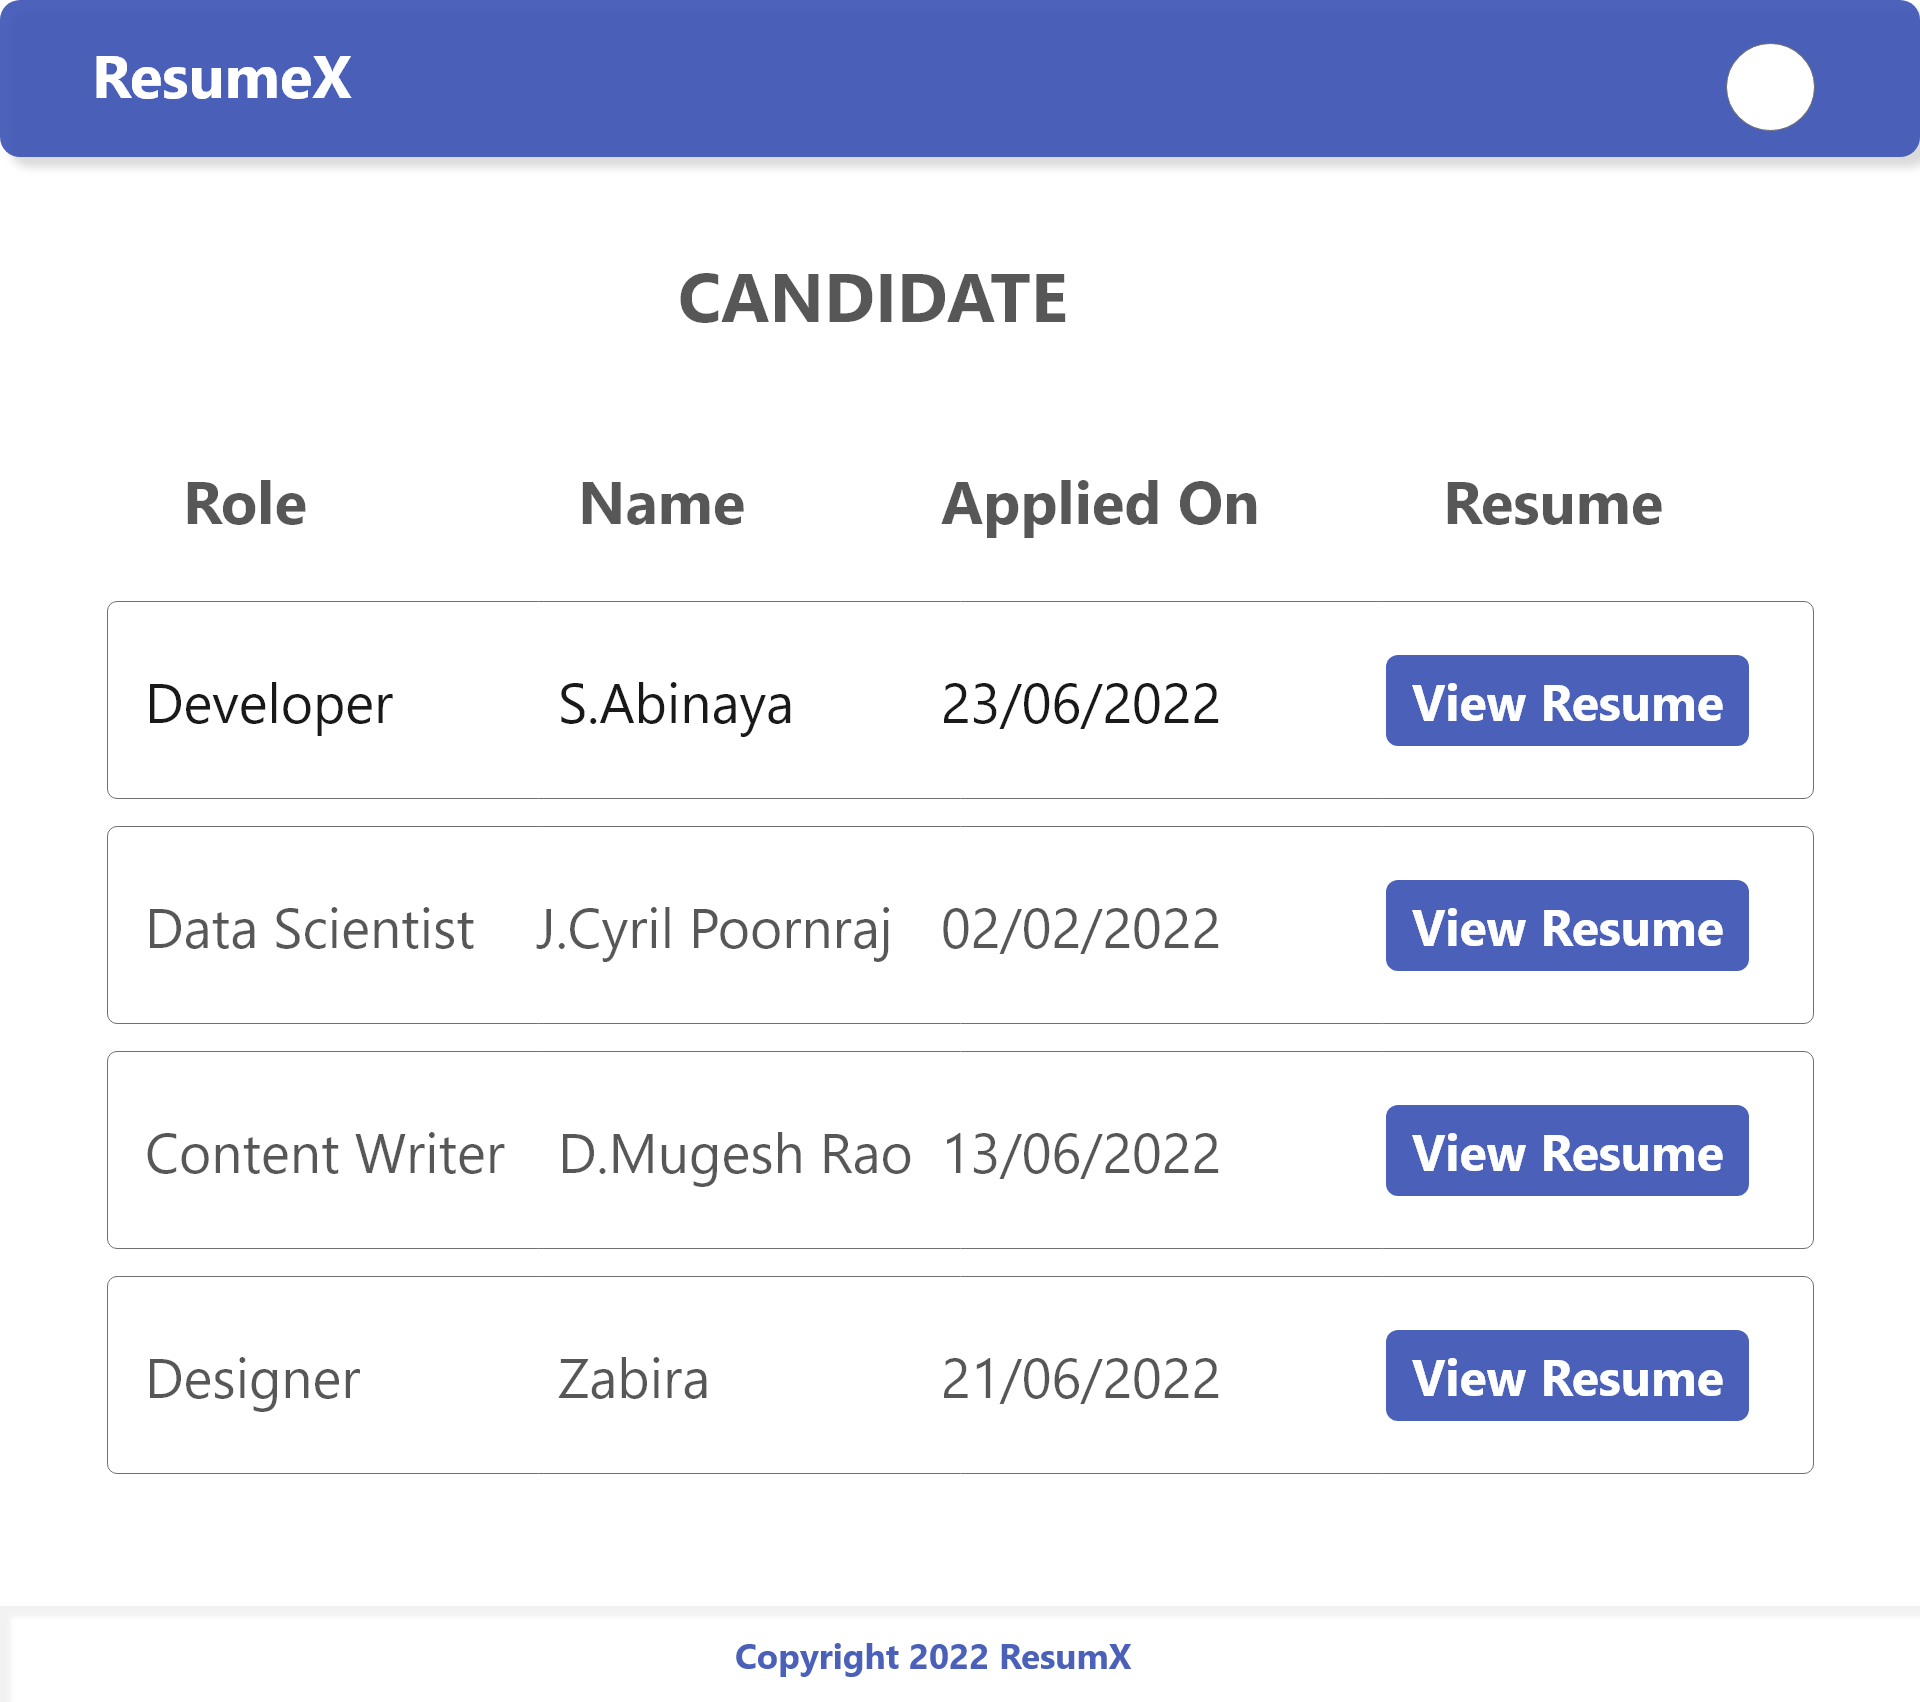 ResumeX
CANDIDATE
Role Name Applied On Resume
Developer S.Abinaya 23/06/2022 View Resume
Data Scientist J.Cyril Poornraj 02/02/2022 View Resume
Content Writer D.Mugesh Rao 13/06/2022 View Resume
Designer Zabira 21/06/2022 View Resume
Copyright 2022 ResumX